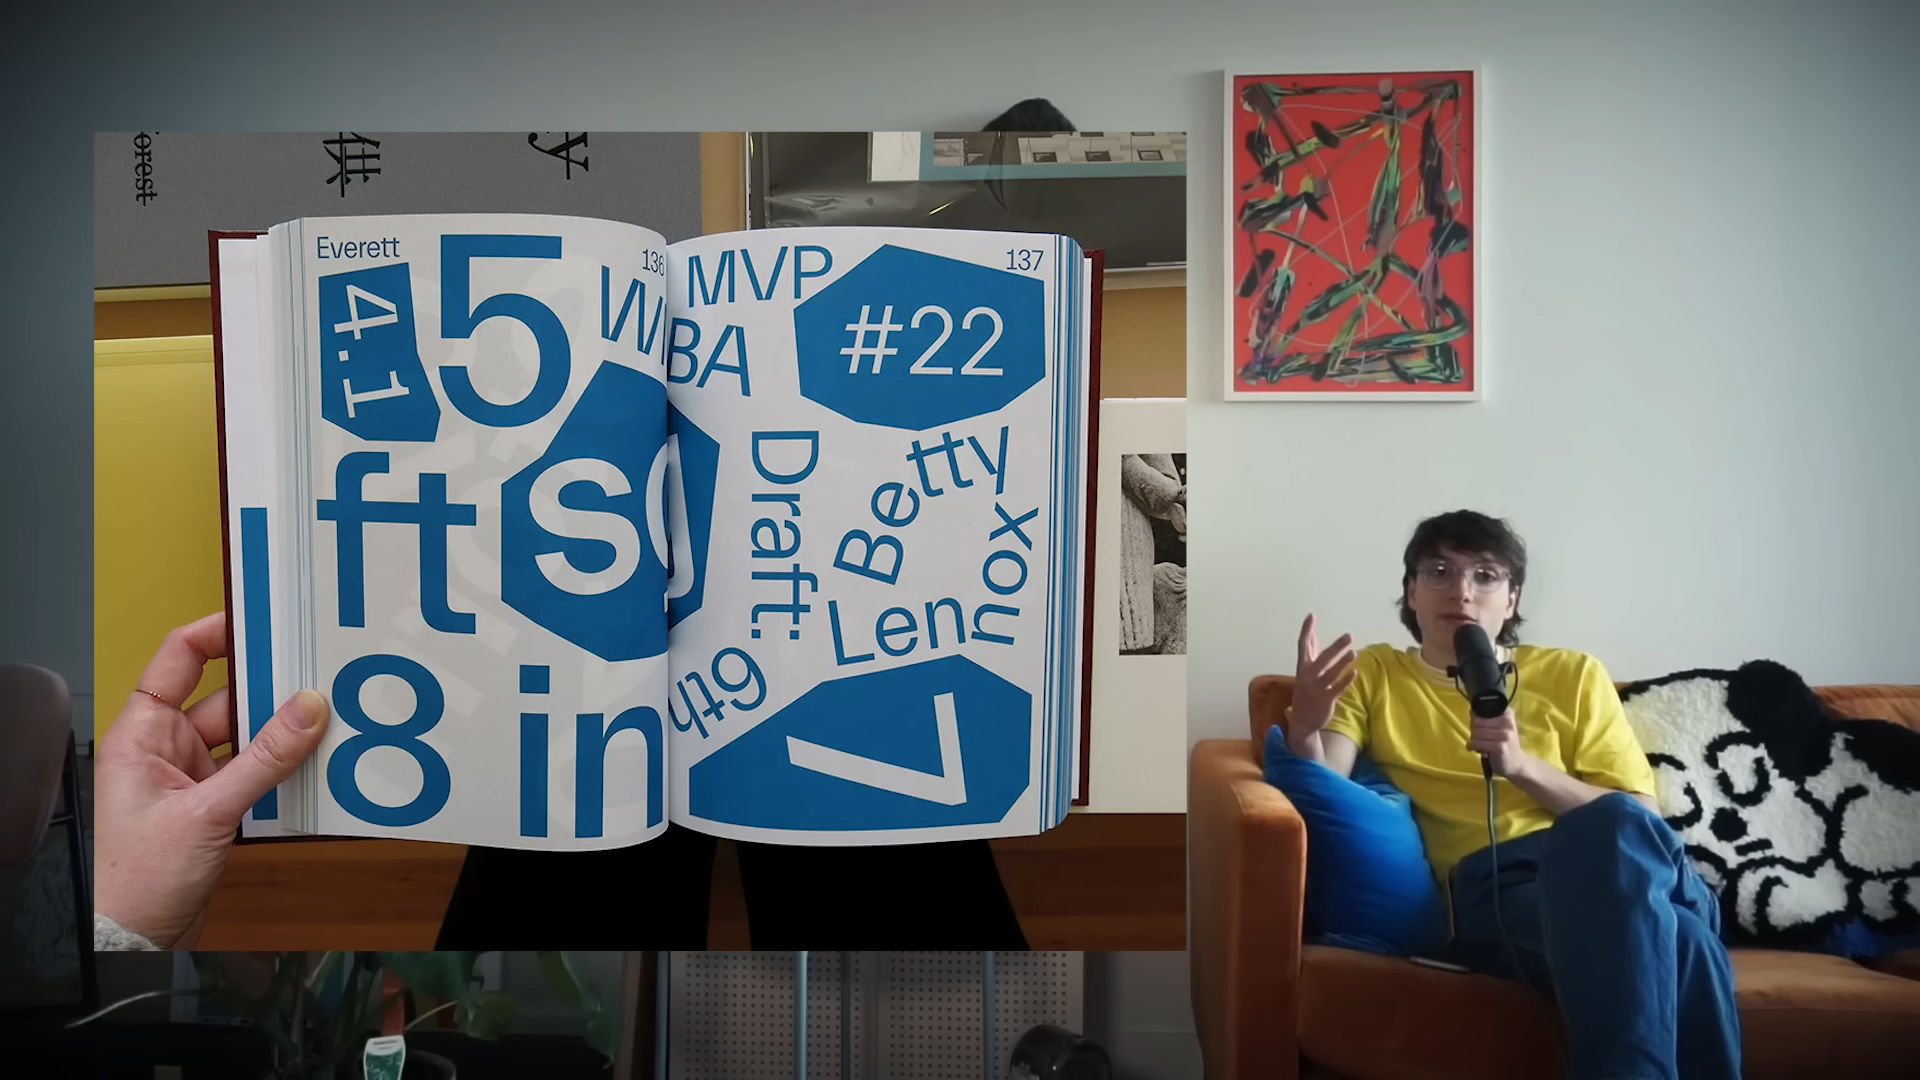 orest
Everett
136
4.1
5
ft
8 in
sg
WNBA
MVP
137
#22
Draft:
6th
Betty
Lennox
7